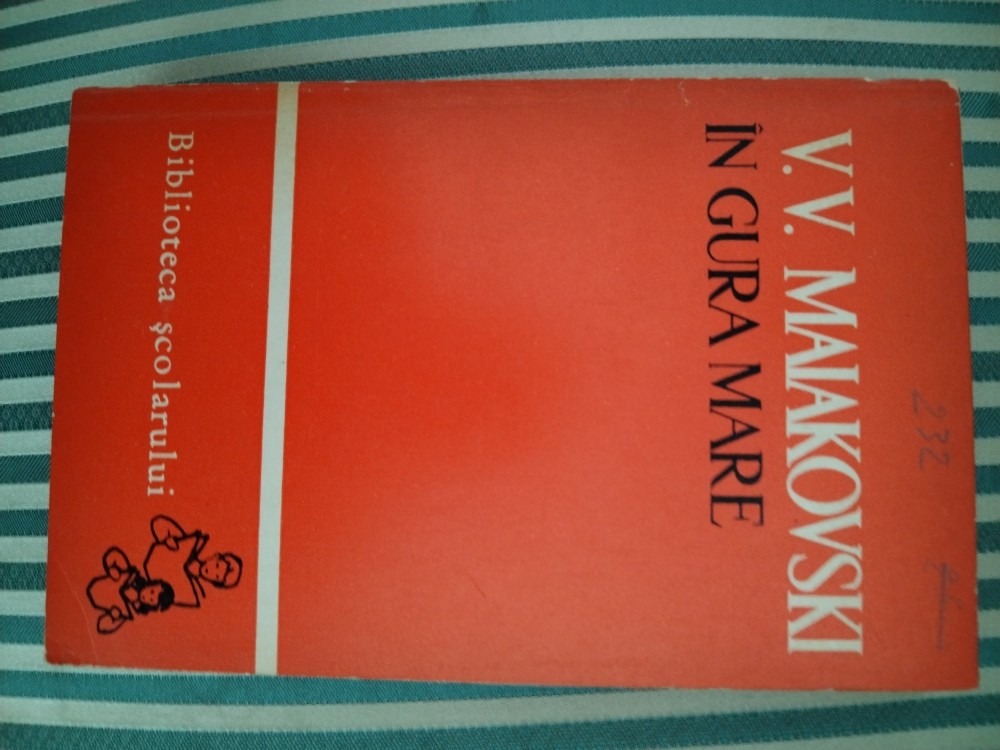 232
V. V. MAIAKOVSKI
ÎN GURA MARE
Biblioteca școlarului